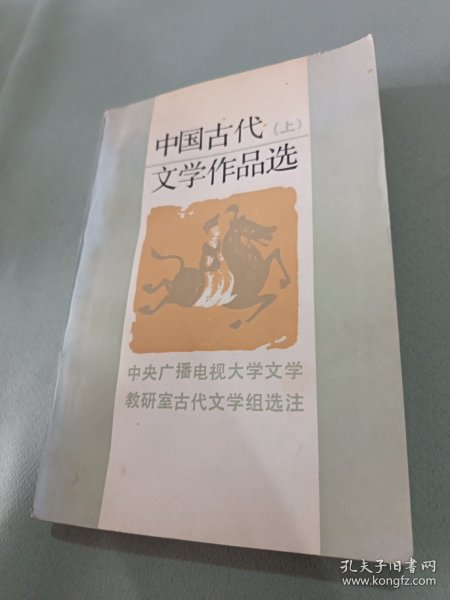 中国古代(上)
文学作品选
中央广播电视大学文学
教研室古代文学组选注
孔夫子旧书网
www.kongfz.com